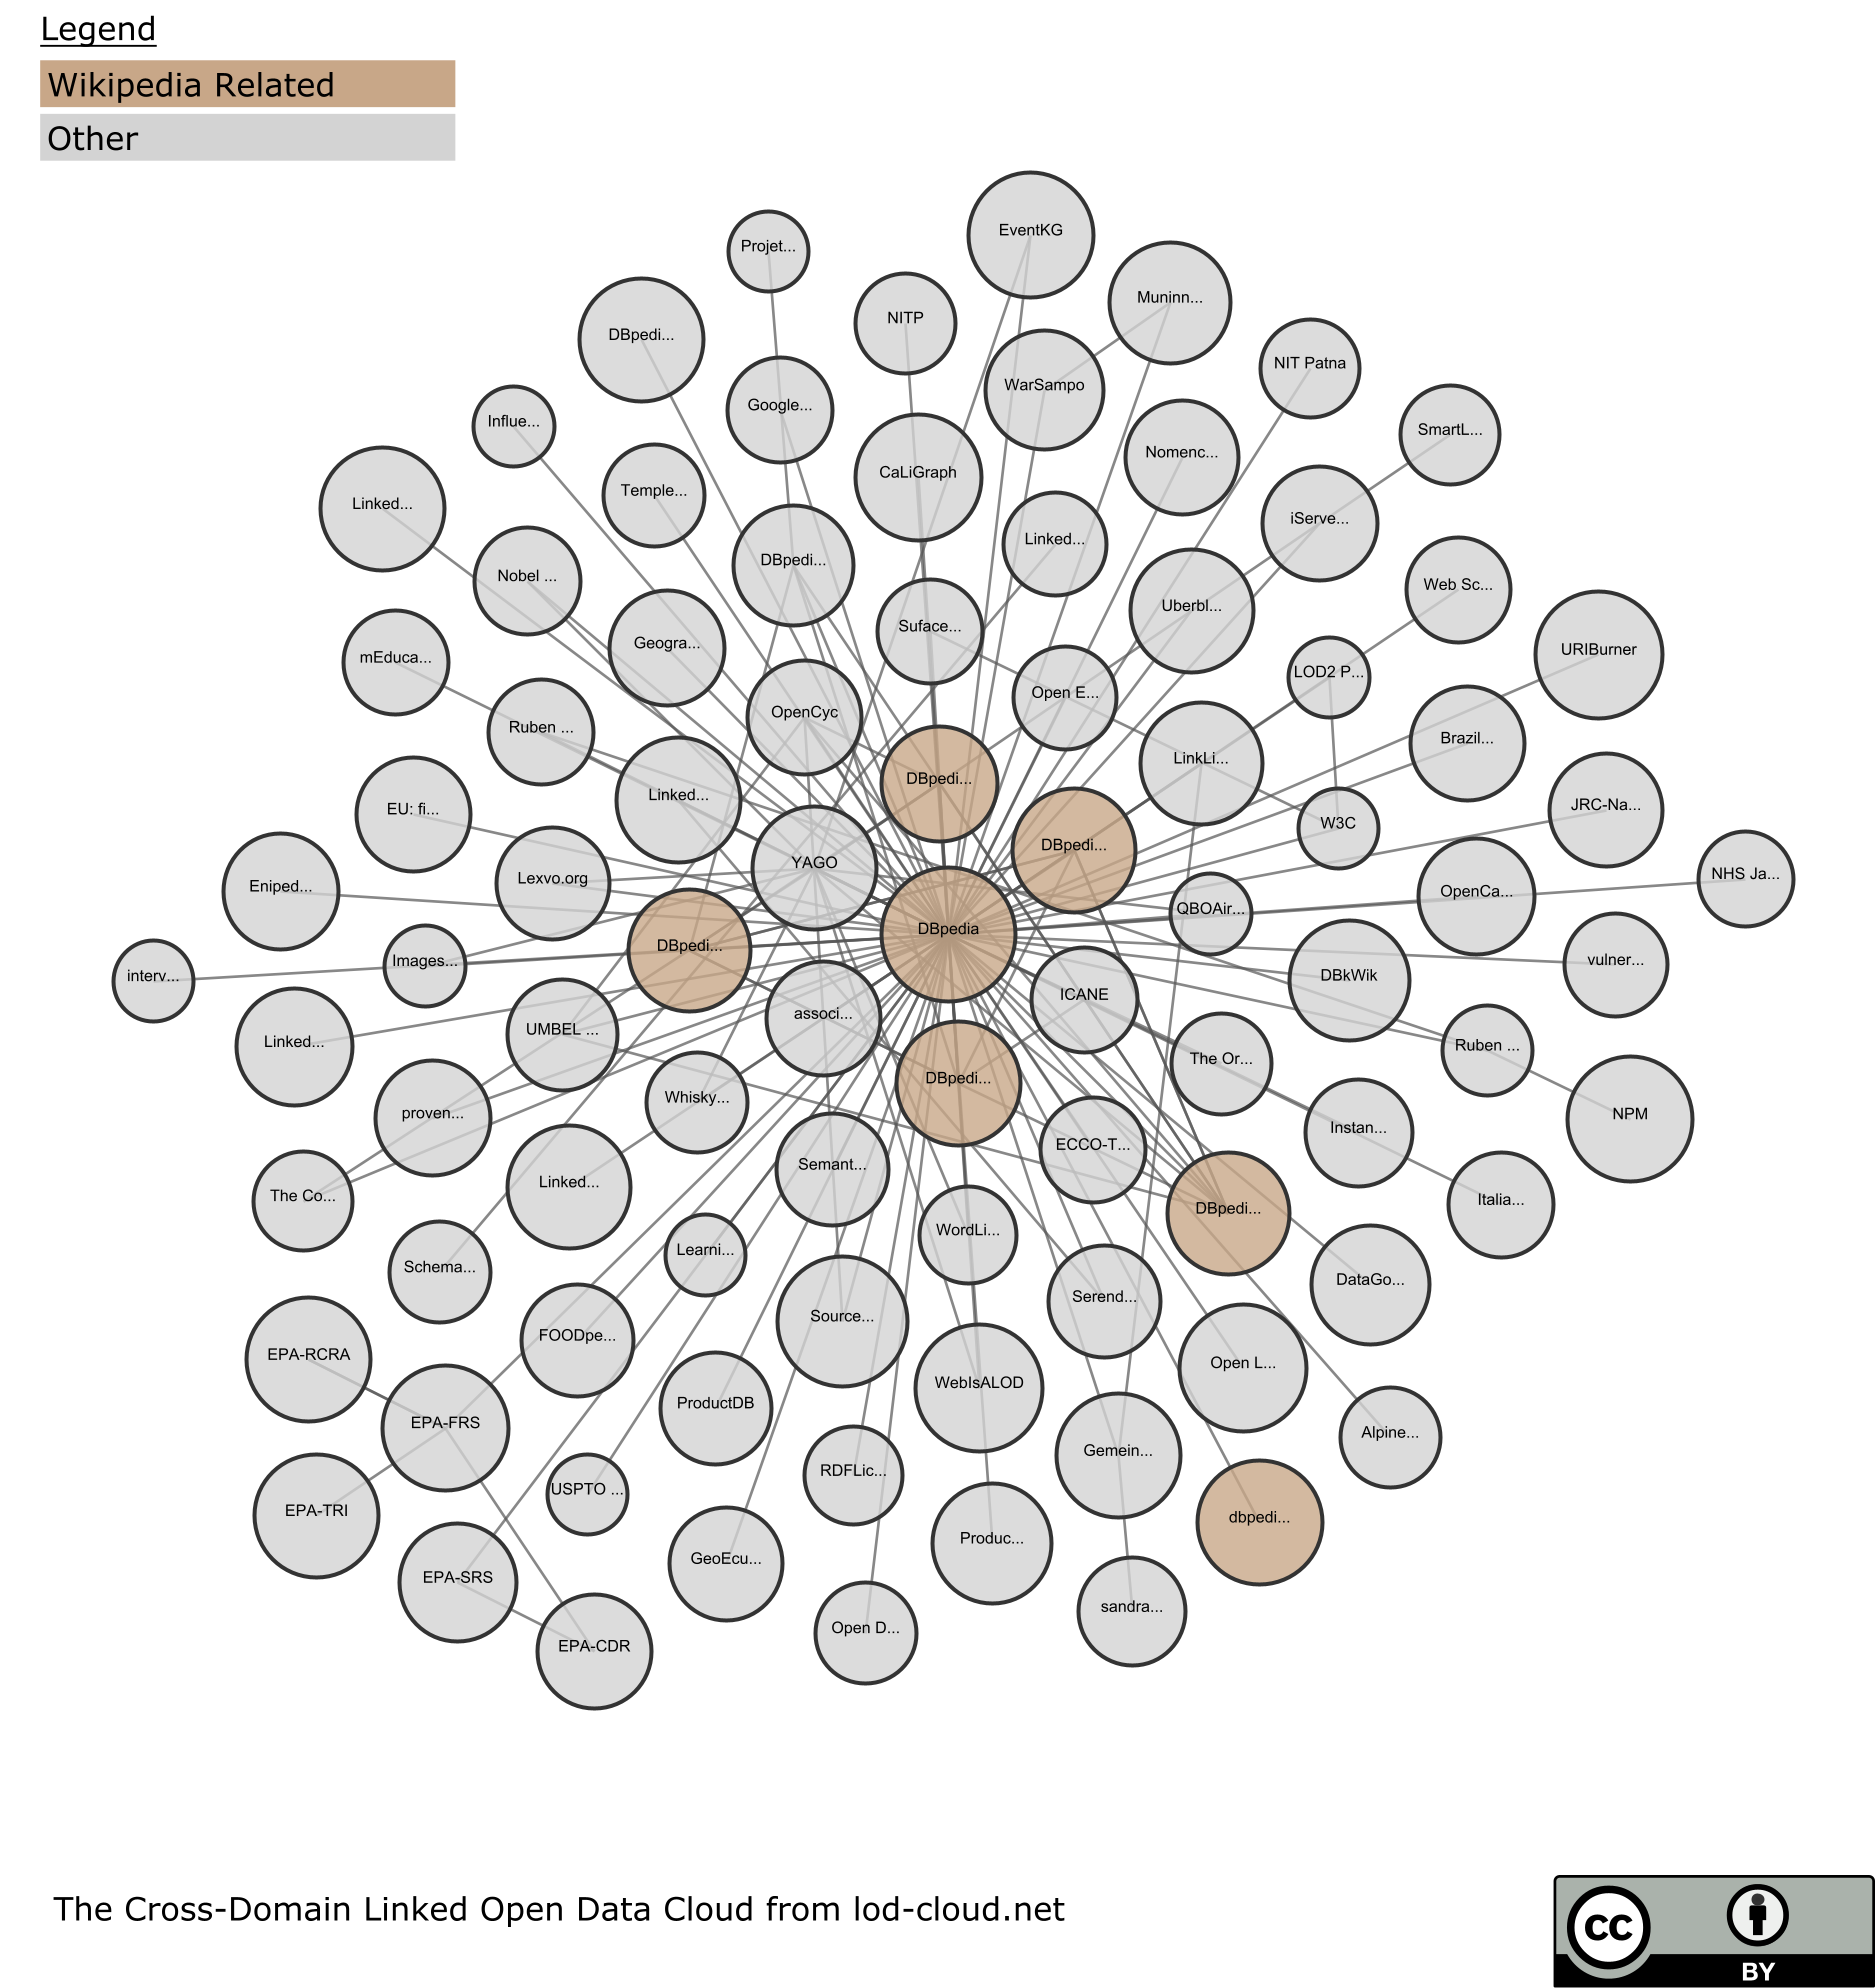 Legend
Wikipedia Related
Other
EventKG
Projet...
Muninn...
NITP
DBpedi...
NIT Patna
WarSampo
Google...
Influe...
SmartL...
Nomenc...
CaLiGraph
Temple...
Linked...
iServe...
Linked...
DBpedi...
Nobel ...
Web Sc...
Uberbl...
Suface...
Geogra...
URIBurner
mEduca...
LOD2 P...
Open E...
OpenCyc
Ruben ...
Brazil...
LinkLi...
DBpedi...
Linked...
JRC-Na...
EU: fi...
W3C
DBpedi...
YAGO
NHS Ja...
Lexvo.org
Eniped...
OpenCa...
QBOAir...
DBpedia
DBpedi...
Images...
vulner...
interv...
DBkWik
ICANE
associ...
UMBEL ...
Linked...
Ruben ...
The Or...
DBpedi...
Whisky...
proven...
NPM
Instan...
ECCO-T...
Semant...
Linked...
The Co...
Italia...
DBpedi...
WordLi...
Learni...
Schema...
DataGo...
Serend...
Source...
FOODpe...
EPA-RCRA
Open L...
WebIsALOD
ProductDB
EPA-FRS
Alpine...
Gemein...
RDFLic...
USPTO ...
EPA-TRI
dbpedi...
Produc...
GeoEcu...
EPA-SRS
sandra...
Open D...
EPA-CDR
The Cross-Domain Linked Open Data Cloud from lod-cloud.net
cc
BY